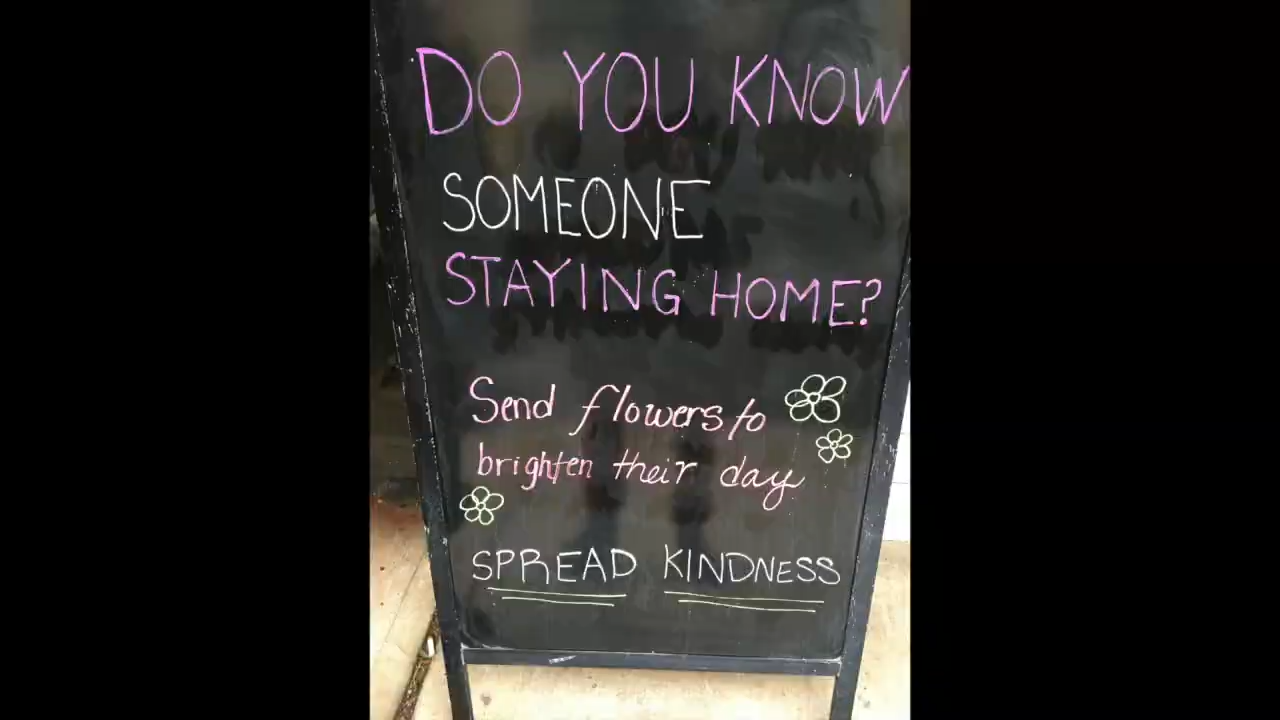 DO YOU KNOW
SOMEONE
STAYING HOME?
Send flowers to
brighten their day
SPREAD KINDNESS